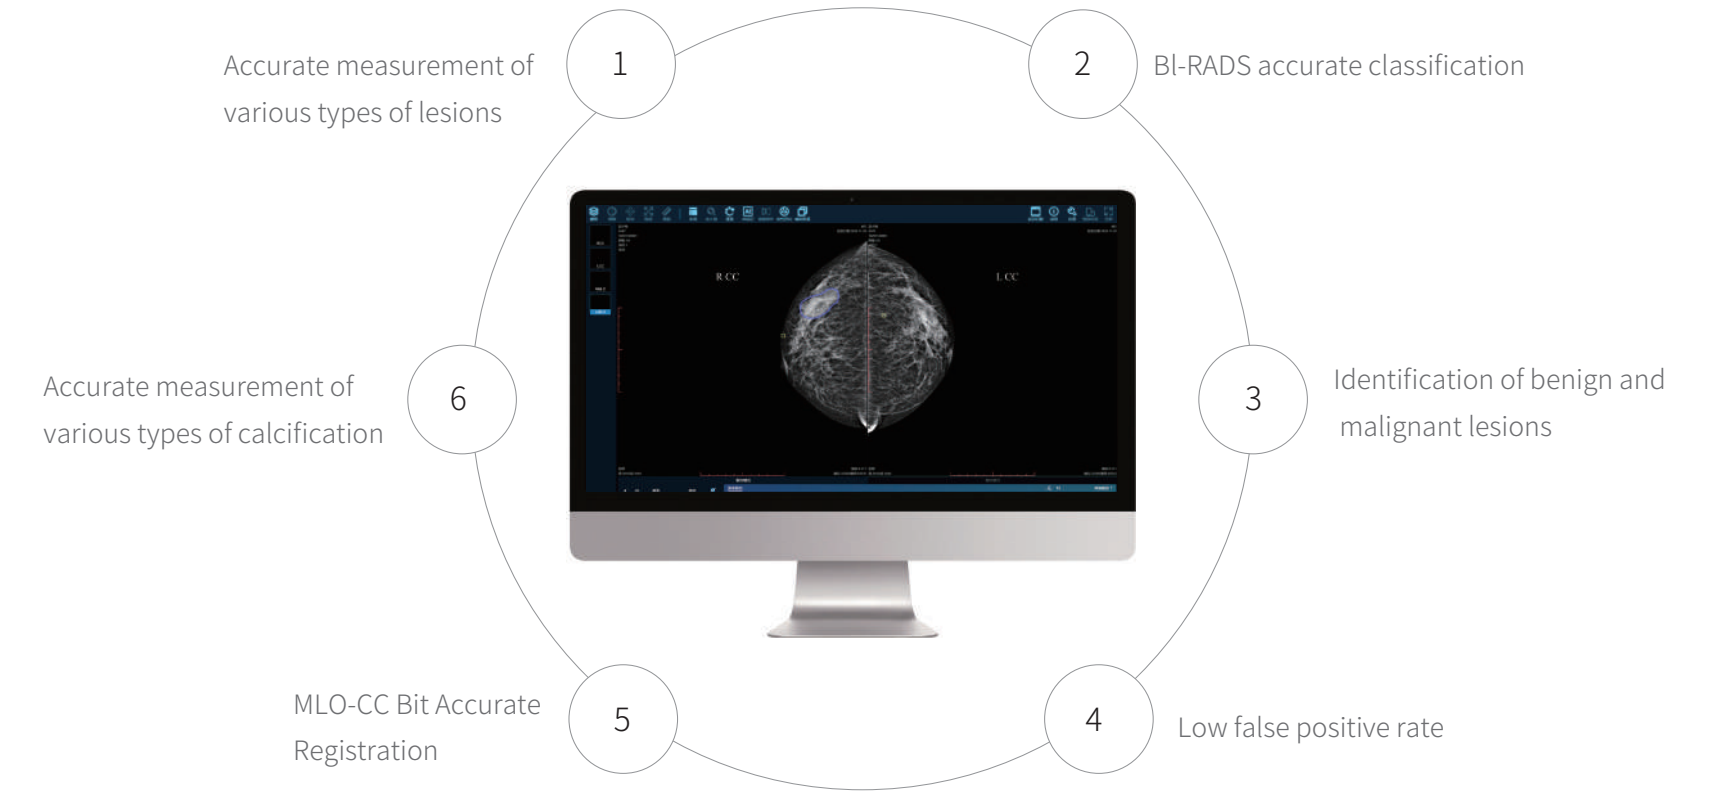 1
Accurate measurement of
various types of lesions
2
Bl-RADS accurate classification
R CC
L CC
3
Identification of benign and
malignant lesions
6
Accurate measurement of
various types of calcification
5
MLO-CC Bit Accurate
Registration
4
Low false positive rate